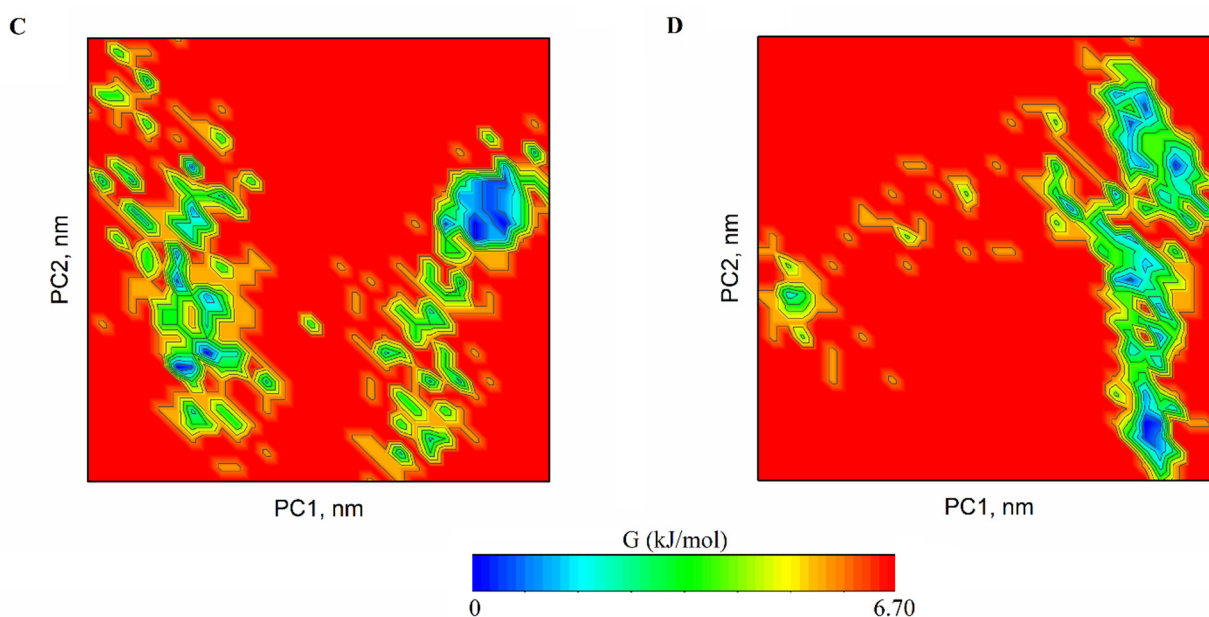 C
D
PC2, nm
PC2, nm
PC1, nm
PC1, nm
G (kJ/mol)
0
6.70